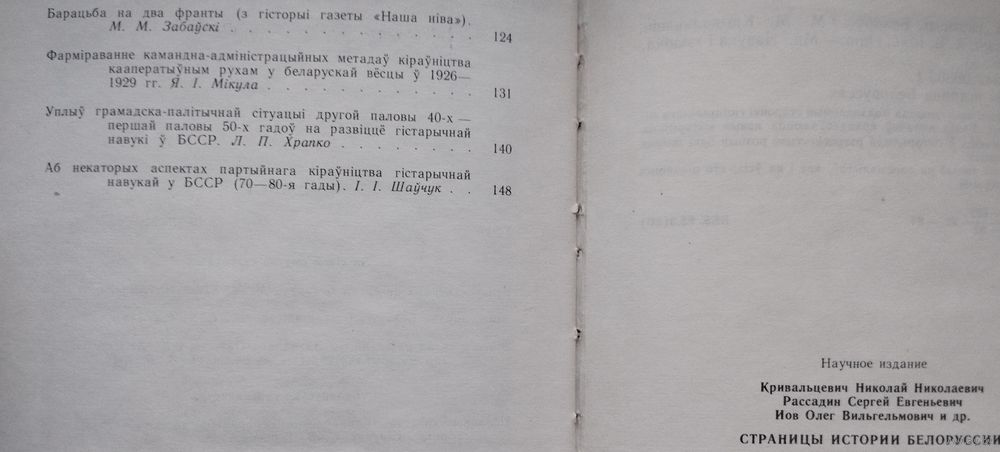 Барацьба на два франты (з гісторыі газеты «Наша ніва»).
М. М. Забаўскі . . . . . . . . . . . . . 124
Фарміраванне камандна-адміністрацыйных метадаў кіраўніцтва
кааператыўным рухам у беларускай вёсцы ў 1926—
1929 гг. Я. І. Мікула . . . . . . . . . . . 131
Уплыў грамадска-палітычнай сітуацыі другой паловы 40-х —
першай паловы 50-х гадоў на развіццё гістарычнай
навукі ў БССР. Л. П. Храпко . . . . . . . . 140
Аб некаторых аспектах партыйнага кіраўніцтва гістарычнай
навукай у БССР (70—80-я гады). І. І. Шаўчук . . 148
Научное издание
Кривальцевич Николай Николаевич
Рассадин Сергей Евгеньевич
Иов Олег Вильгельмович и др.
СТРАНИЦЫ ИСТОРИИ БЕЛОРУССИИ